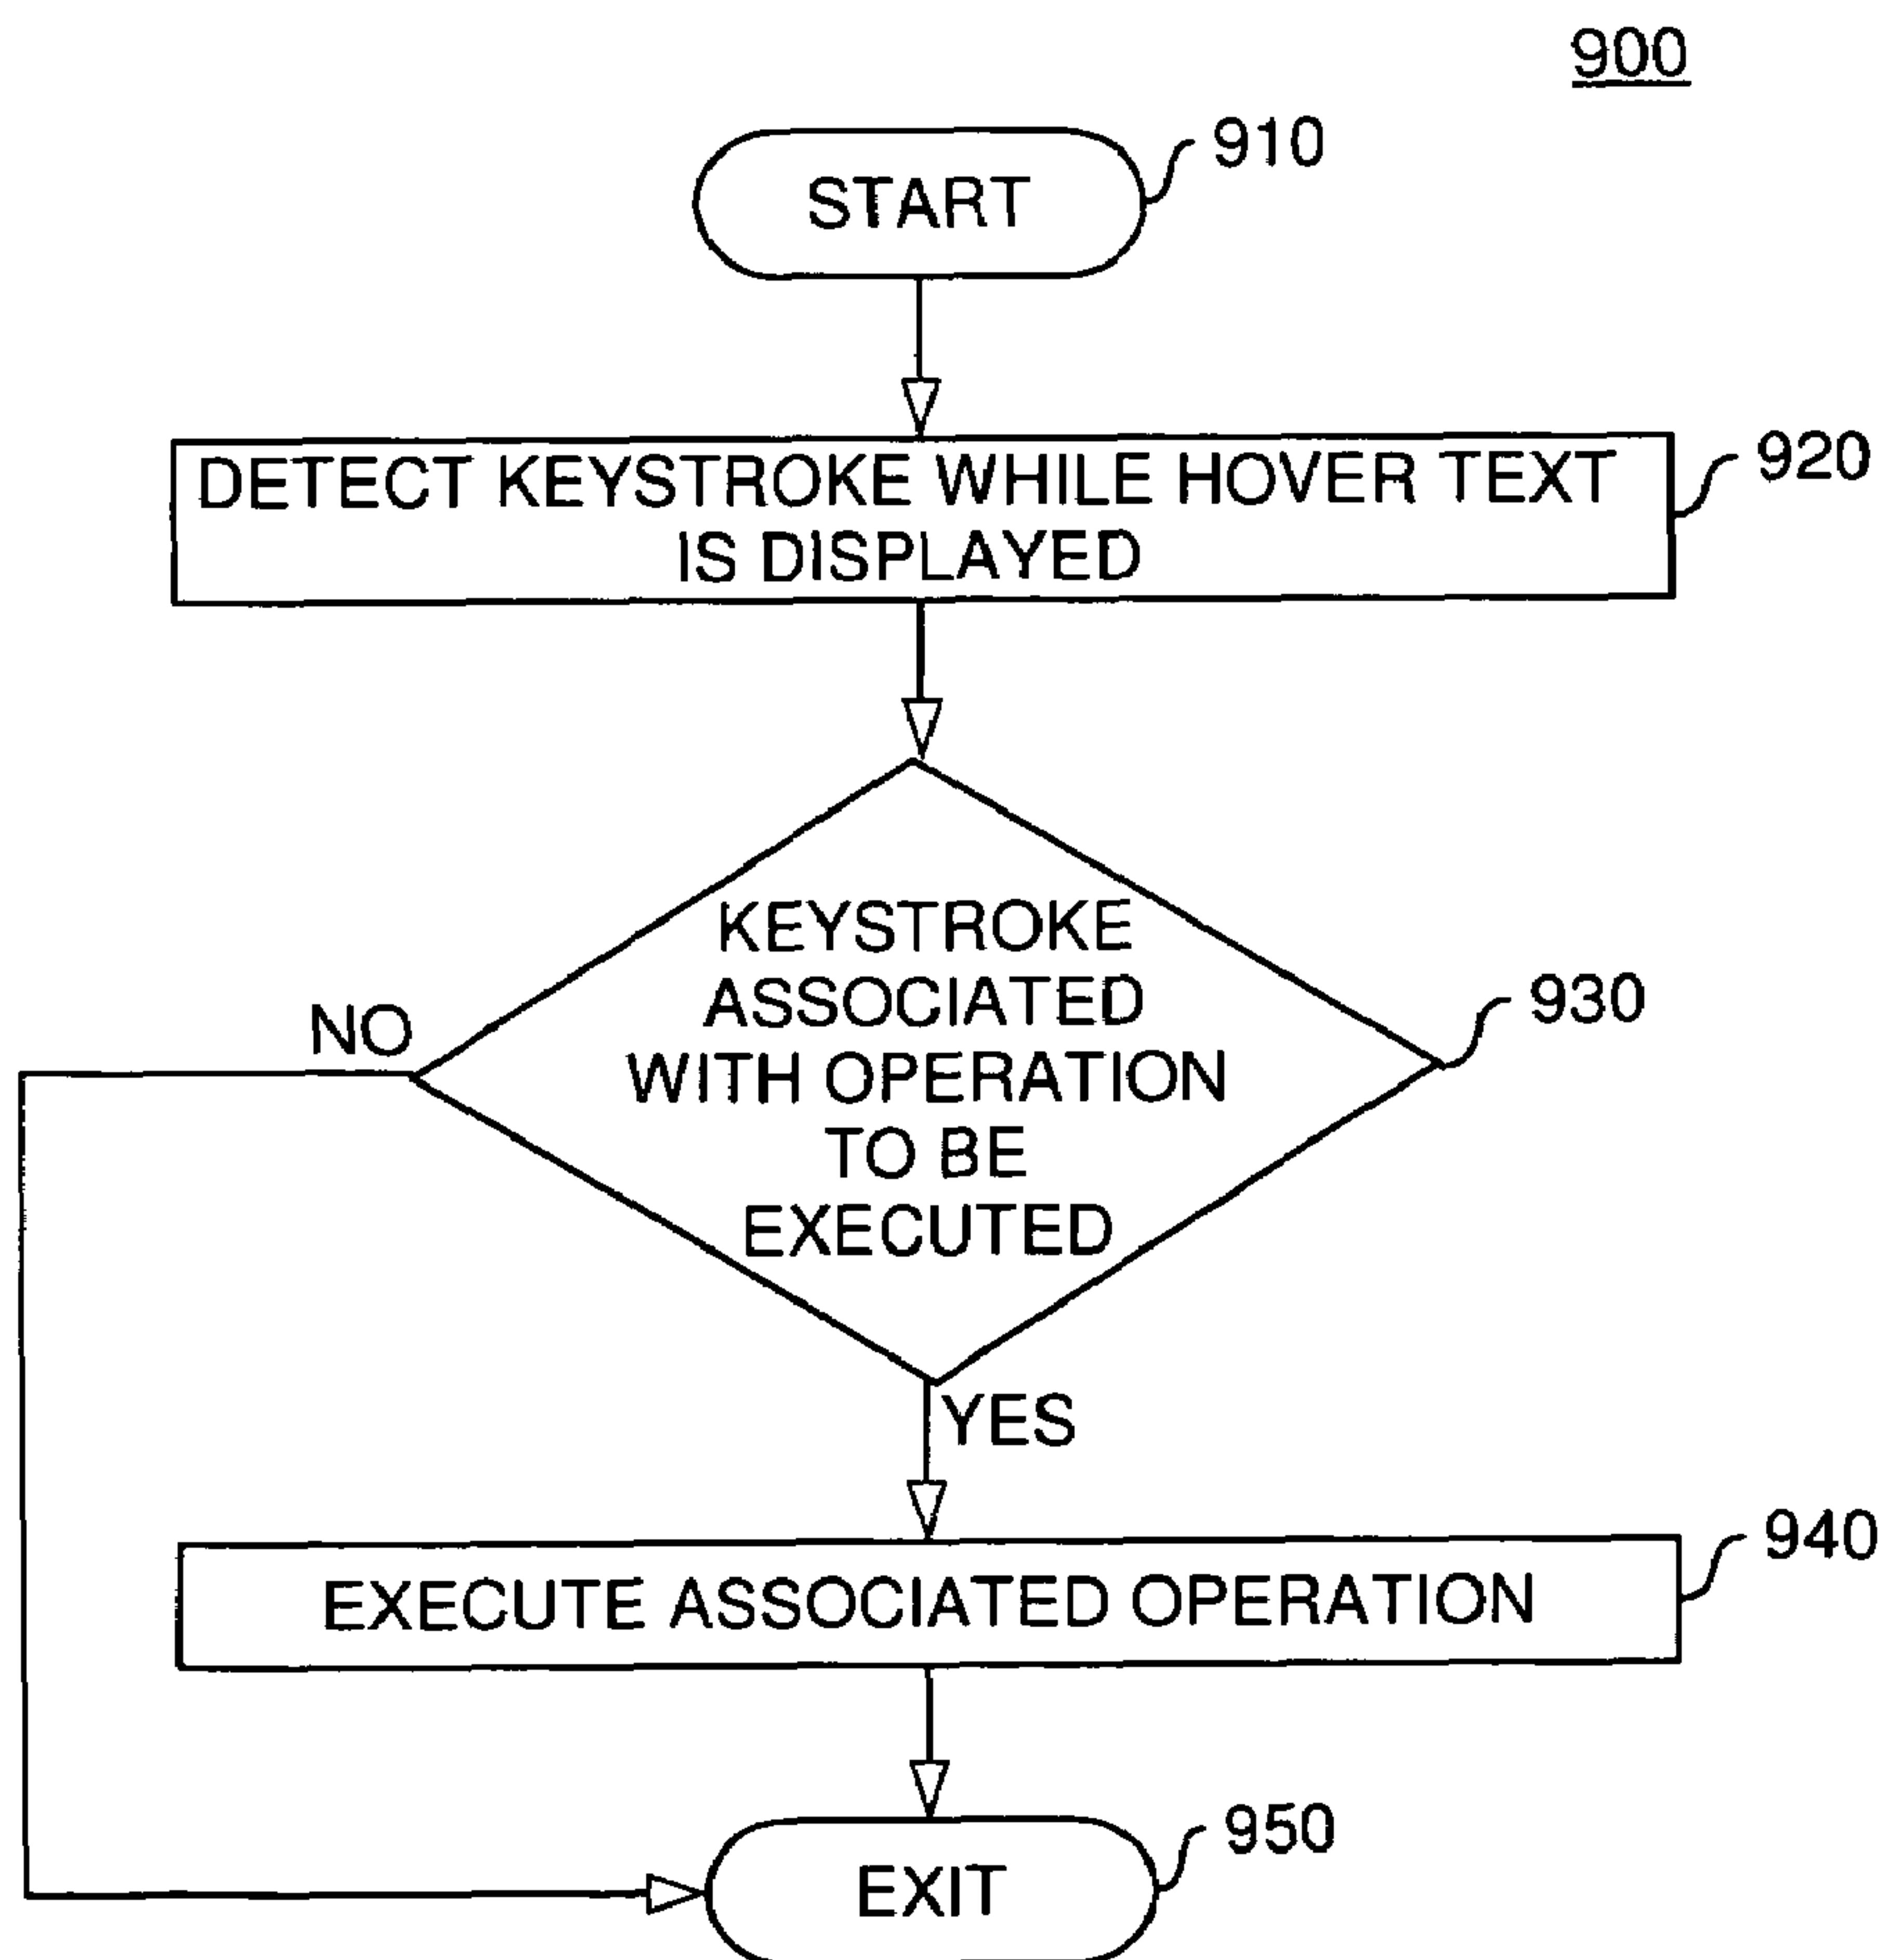 900
START
910
DETECT KEYSTROKE WHILE HOVER TEXT
IS DISPLAYED
920
KEYSTROKE
ASSOCIATED
WITH OPERATION
TO BE
EXECUTED
930
NO
YES
EXECUTE ASSOCIATED OPERATION
940
EXIT
950